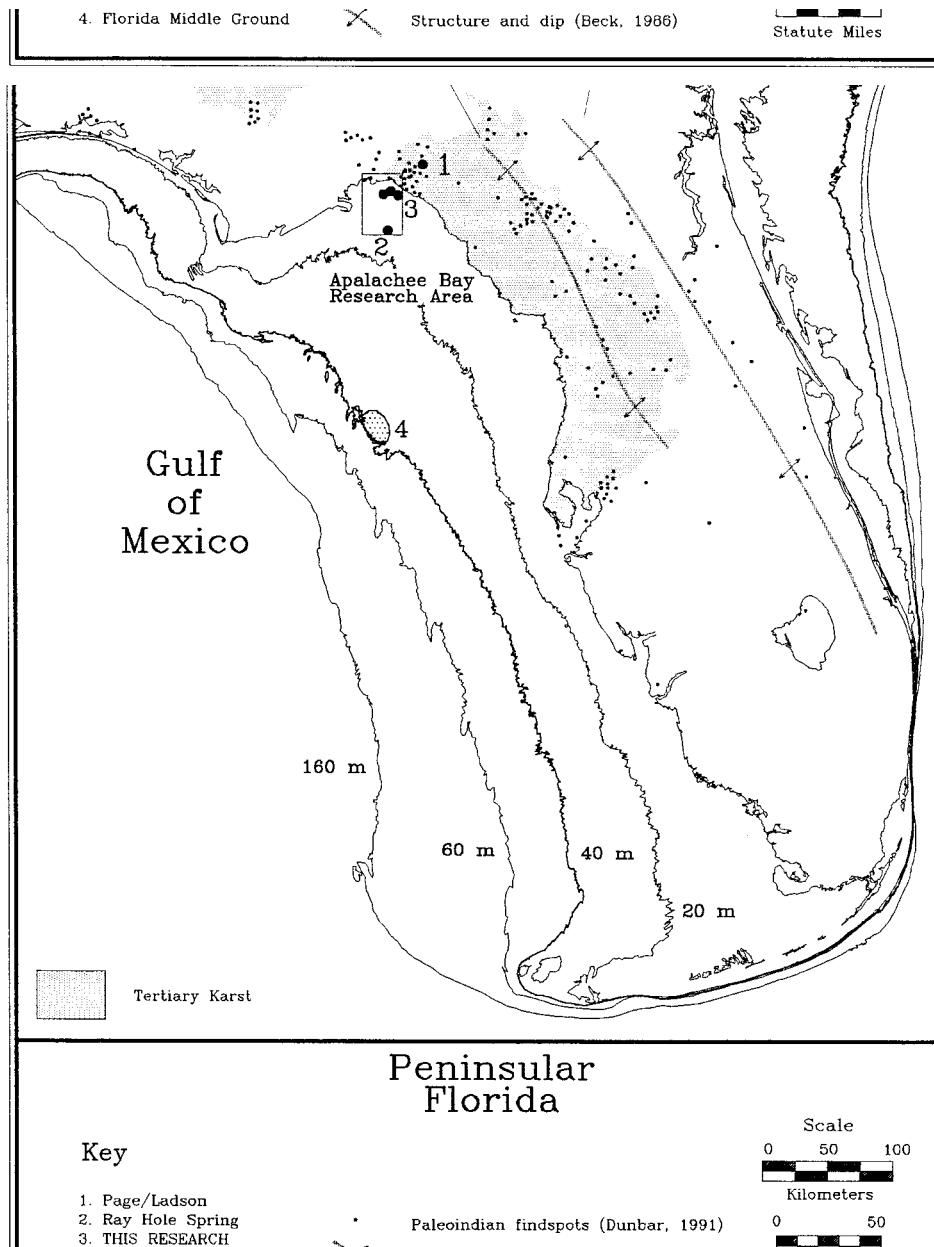 4. Florida Middle Ground
Structure and dip (Beck, 1986)
Statute Miles
1
3
2
Apalachee Bay
Research Area
4
Gulf
of
Mexico
160 m
60 m
40 m
20 m
Tertiary Karst
Peninsular
Florida
Key
Scale
0 50 100
Kilometers
1. Page/Ladson
2. Ray Hole Spring
3. THIS RESEARCH
Paleoindian findspots (Dunbar, 1991)
0 50